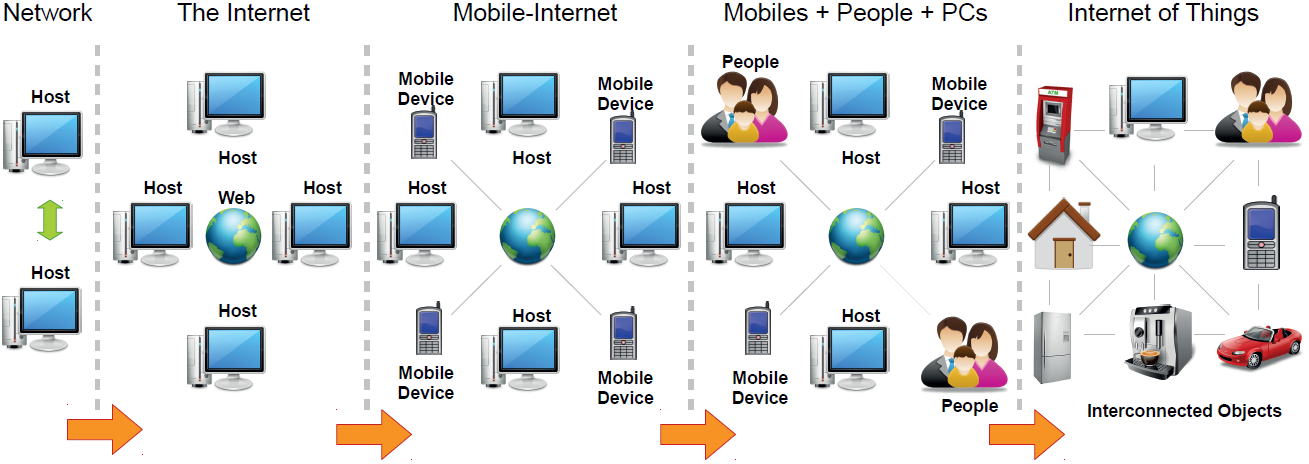 Network
The Internet
Mobile-Internet
Mobiles + People + PCs
Internet of Things
Host
Host
Host
Host
Web
Host
Host
Mobile
Device
Mobile
Device
Host
Host
Host
Host
Mobile
Device
Mobile
Device
People
Mobile
Device
Host
Host
Host
Host
Mobile
Device
People
ATM
Interconnected Objects